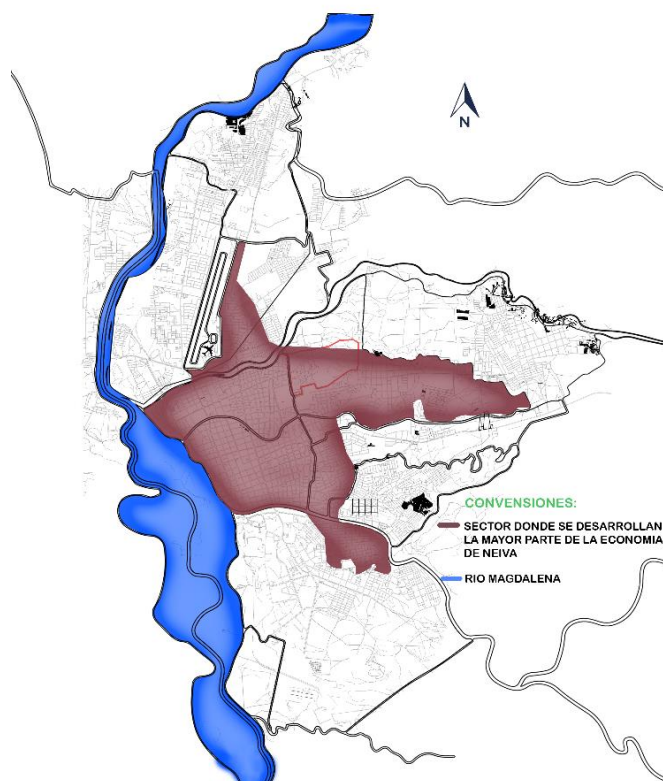 N
CONVENSIONES:
SECTOR DONDE SE DESARROLLAN
LA MAYOR PARTE DE LA ECONOMIA
DE NEIVA
RIO MAGDALENA